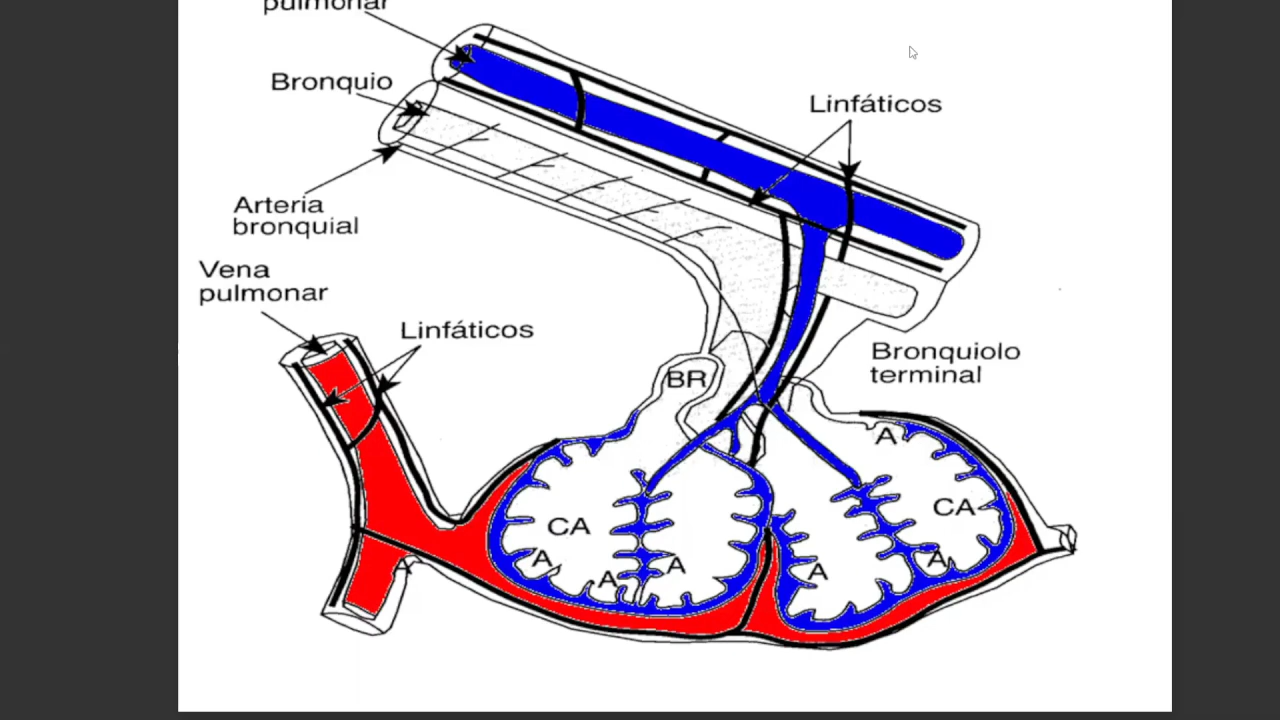 pulmonar
Bronquio
Linfáticos
Arteria
bronquial
Vena
pulmonar
Linfáticos
Bronquiolo
terminal
BR
A
CA
CA
A
A
A
A
A
A